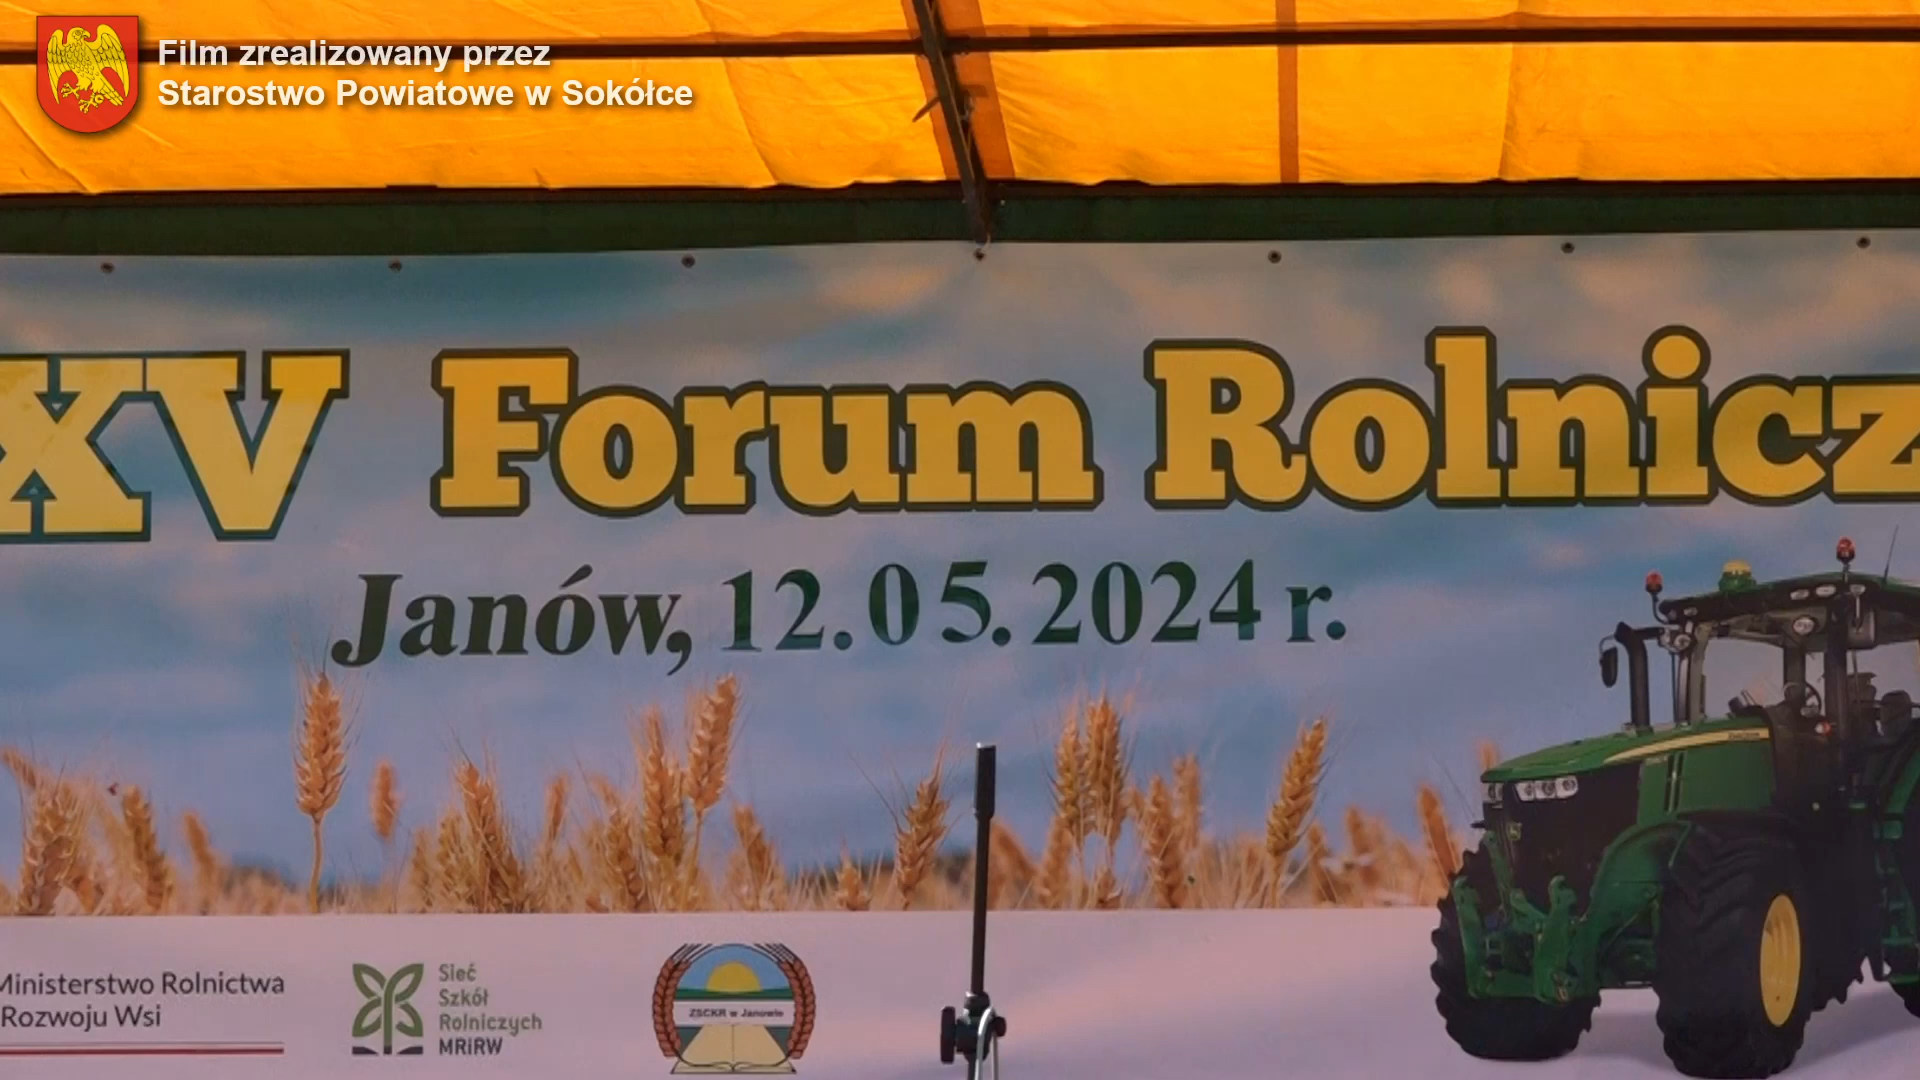 Film zrealizowany przez
Starostwo Powiatowe w Sokółce
XV Forum Rolnicz
Janów, 12.05.2024 r.
Ministerstwo Rolnictwa
Rozwoju Wsi
Sieć
Szkół
Rolniczych
MRiRW
ZSCKR w Janowie